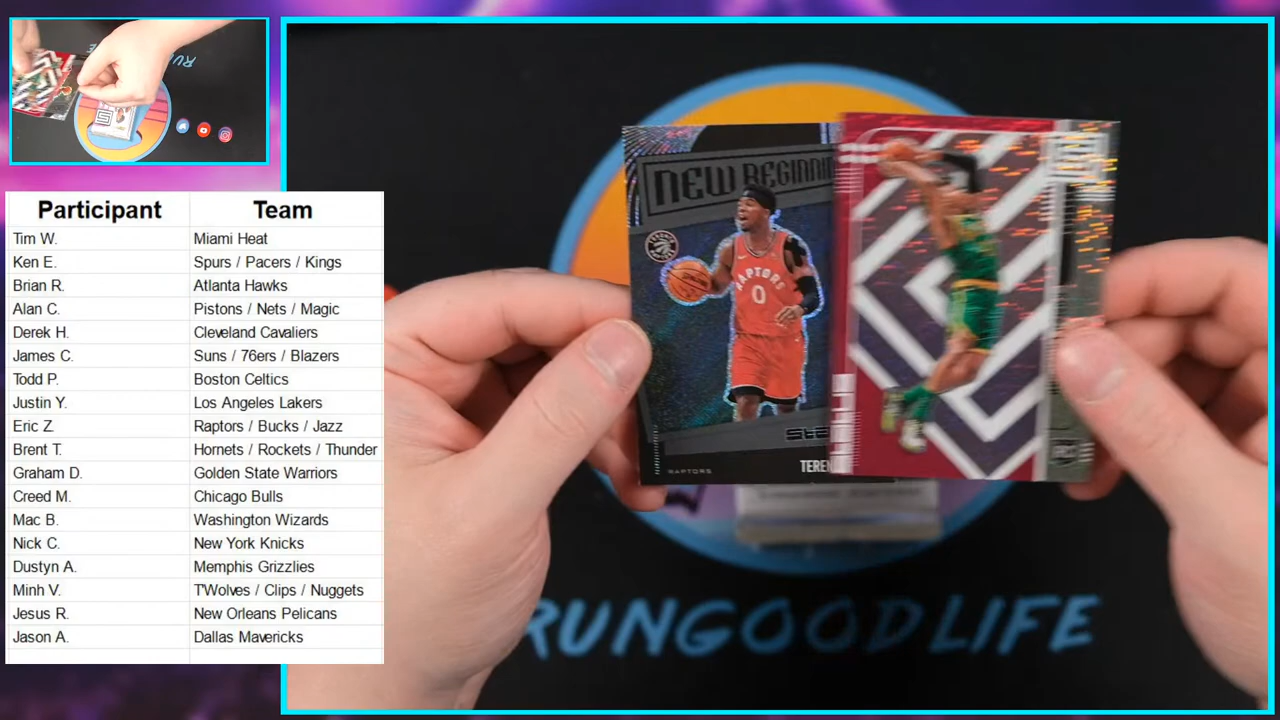 Participant Team
Tim W. Miami Heat
Ken E. Spurs / Pacers / Kings
Brian R. Atlanta Hawks
Alan C. Pistons / Nets / Magic
Derek H. Cleveland Cavaliers
James C. Suns / 76ers / Blazers
Todd P. Boston Celtics
Justin Y. Los Angeles Lakers
Eric Z. Raptors / Bucks / Jazz
Brent T. Hornets / Rockets / Thunder
Graham D. Golden State Warriors
Creed M. Chicago Bulls
Mac B. Washington Wizards
Nick C. New York Knicks
Dustyn A. Memphis Grizzlies
Minh V. T'Wolves / Clips / Nuggets
Jesus R. New Orleans Pelicans
Jason A. Dallas Mavericks
NEW BEGINNIN
RAPTORS
0
RAPTORS
TEREN
RUNGOODLIFE